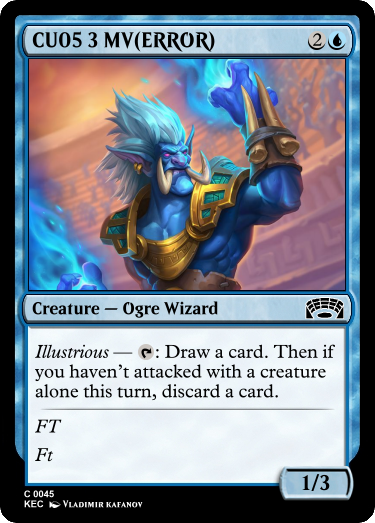 CU05 3 MV(ERROR) 2
Creature — Ogre Wizard
Illustrious — : Draw a card. Then if
you haven't attacked with a creature
alone this turn, discard a card.
FT
Ft
1/3
C 0045
KEC Vladimir kafanov